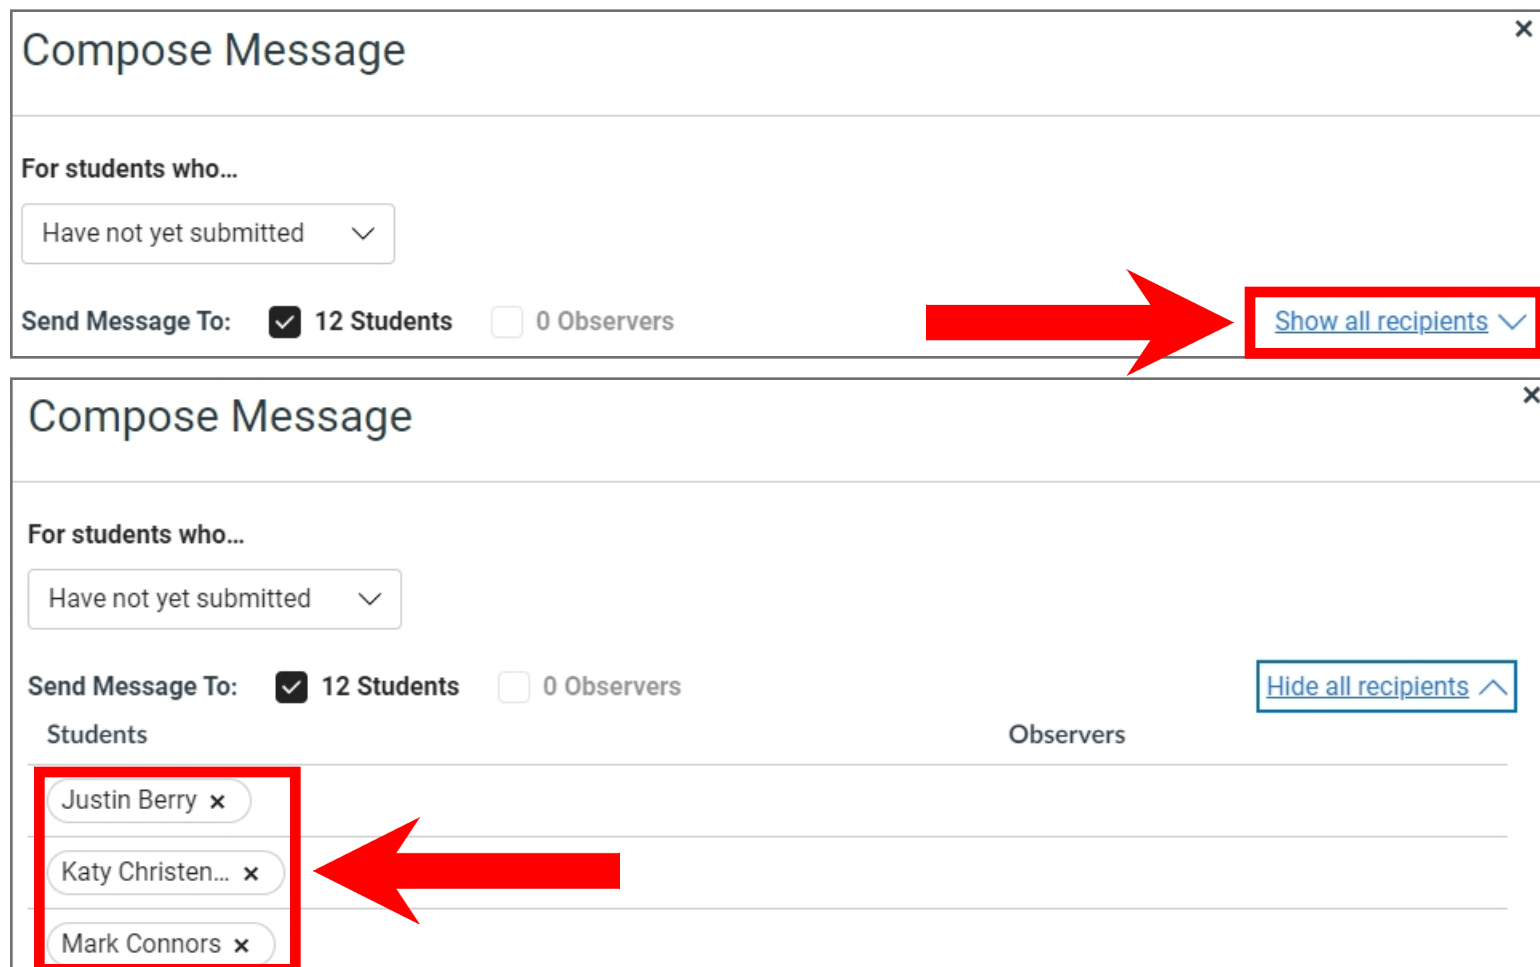 Compose Message
For students who...
Have not yet submitted
Send Message To: 12 Students 0 Observers Show all recipients
Compose Message
For students who...
Have not yet submitted
Send Message To: 12 Students 0 Observers Hide all recipients
Students Observers
Justin Berry
Katy Christen...
Mark Connors